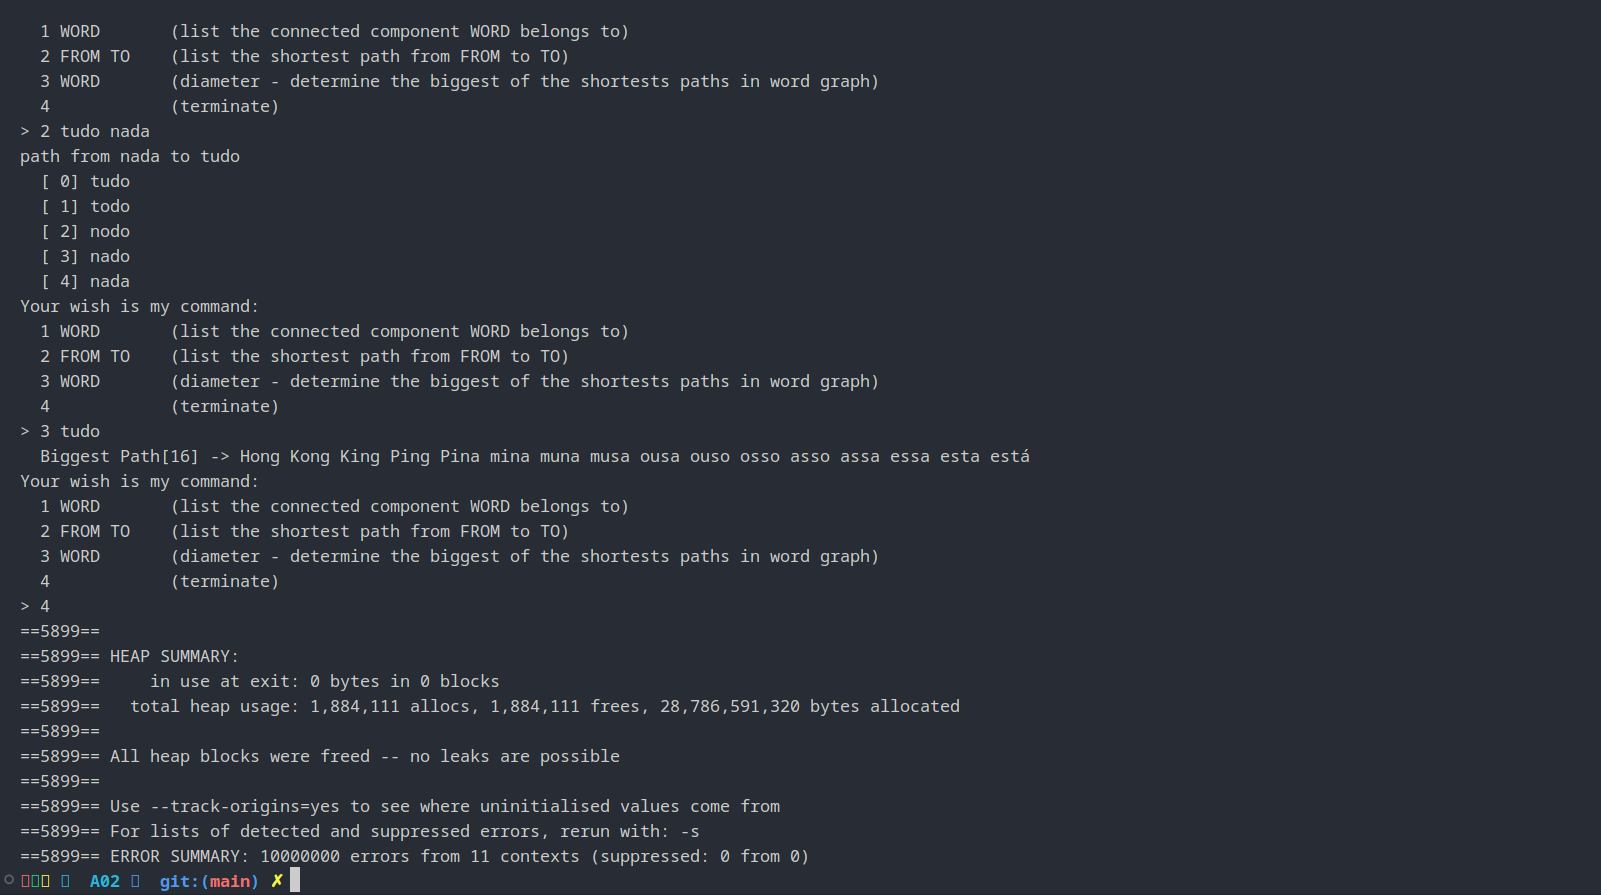 1 WORD       (list the connected component WORD belongs to)
2 FROM TO    (list the shortest path from FROM to TO)
3 WORD       (diameter - determine the biggest of the shortests paths in word graph)
4            (terminate)
> 2 tudo nada
path from nada to tudo
[ 0] tudo
[ 1] todo
[ 2] nodo
[ 3] nado
[ 4] nada
Your wish is my command:
1 WORD       (list the connected component WORD belongs to)
2 FROM TO    (list the shortest path from FROM to TO)
3 WORD       (diameter - determine the biggest of the shortests paths in word graph)
4            (terminate)
> 3 tudo
Biggest Path[16] -> Hong Kong King Ping Pina mina muna musa ousa ouso osso asso assa essa esta está
Your wish is my command:
1 WORD       (list the connected component WORD belongs to)
2 FROM TO    (list the shortest path from FROM to TO)
3 WORD       (diameter - determine the biggest of the shortests paths in word graph)
4            (terminate)
> 4
==5899==
==5899== HEAP SUMMARY:
==5899==     in use at exit: 0 bytes in 0 blocks
==5899==   total heap usage: 1,884,111 allocs, 1,884,111 frees, 28,786,591,320 bytes allocated
==5899==
==5899== All heap blocks were freed -- no leaks are possible
==5899==
==5899== Use --track-origins=yes to see where uninitialised values come from
==5899== For lists of detected and suppressed errors, rerun with: -s
==5899== ERROR SUMMARY: 10000000 errors from 11 contexts (suppressed: 0 from 0)
A02 git:(main) ✗